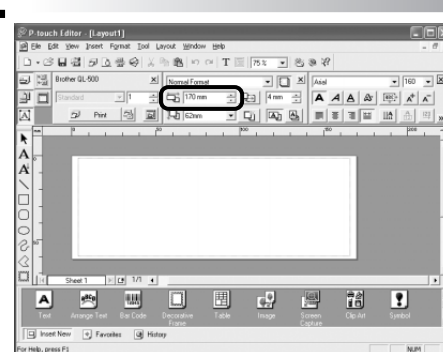 P-touch Editor - [Layout1]
File Edit View Insert Format Tool Layout Window Help
75 %
Brother QL-500
Normal Format
Arial
160
Standard
1
170 mm
4 mm
Print
62mm
Sheet 1
1/1
Text
Arrange Text
Bar Code
Decorative Frame
Table
Image
Screen Capture
Clip Art
Symbol
Insert New
Favorites
History
For Help, press F1
NUM